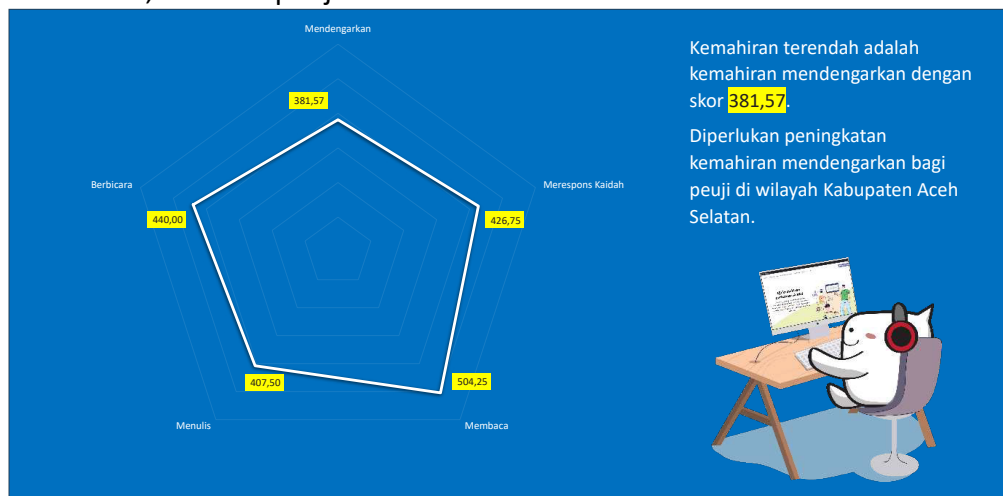 Mendengarkan
381,57
Berbicara
Merespons Kaidah
440,00
426,75
407,50
504,25
Menulis
Membaca
Kemahiran terendah adalah
kemahiran mendengarkan dengan
skor 381,57.
Diperlukan peningkatan
kemahiran mendengarkan bagi
peuji di wilayah Kabupaten Aceh
Selatan.